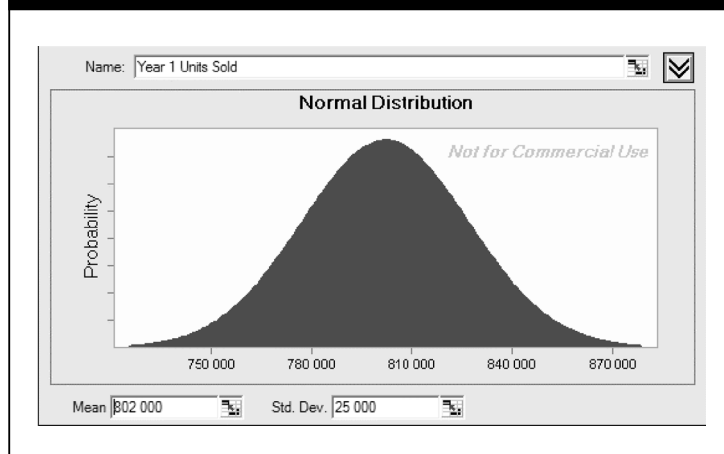 Name: Year 1 Units Sold
Normal Distribution
Not for Commercial Use
Probability
750 000 780 000 810 000 840 000 870 000
Mean 802 000 Std. Dev. 25 000